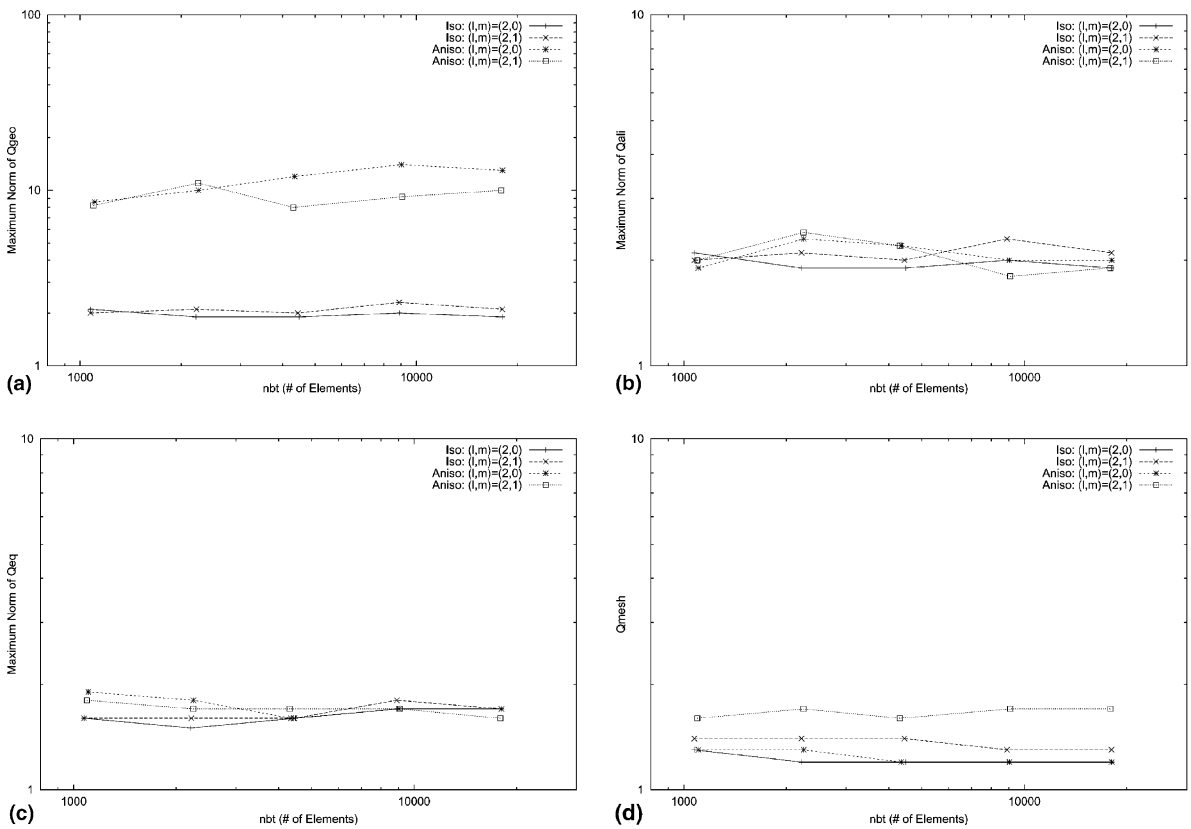 100
10
1
Maximum Norm of Qgeo
Iso: (l,m)=(2,0)
Iso: (l,m)=(2,1)
Aniso: (l,m)=(2,0)
Aniso: (l,m)=(2,1)
1000
10000
nbt (# of Elements)
(a)
10
1
Maximum Norm of Qali
Iso: (l,m)=(2,0)
Iso: (l,m)=(2,1)
Aniso: (l,m)=(2,0)
Aniso: (l,m)=(2,1)
1000
10000
nbt (# of Elements)
(b)
10
1
Maximum Norm of Qeq
Iso: (l,m)=(2,0)
Iso: (l,m)=(2,1)
Aniso: (l,m)=(2,0)
Aniso: (l,m)=(2,1)
1000
10000
nbt (# of Elements)
(c)
10
1
Qmesh
Iso: (l,m)=(2,0)
Iso: (l,m)=(2,1)
Aniso: (l,m)=(2,0)
Aniso: (l,m)=(2,1)
1000
10000
nbt (# of Elements)
(d)